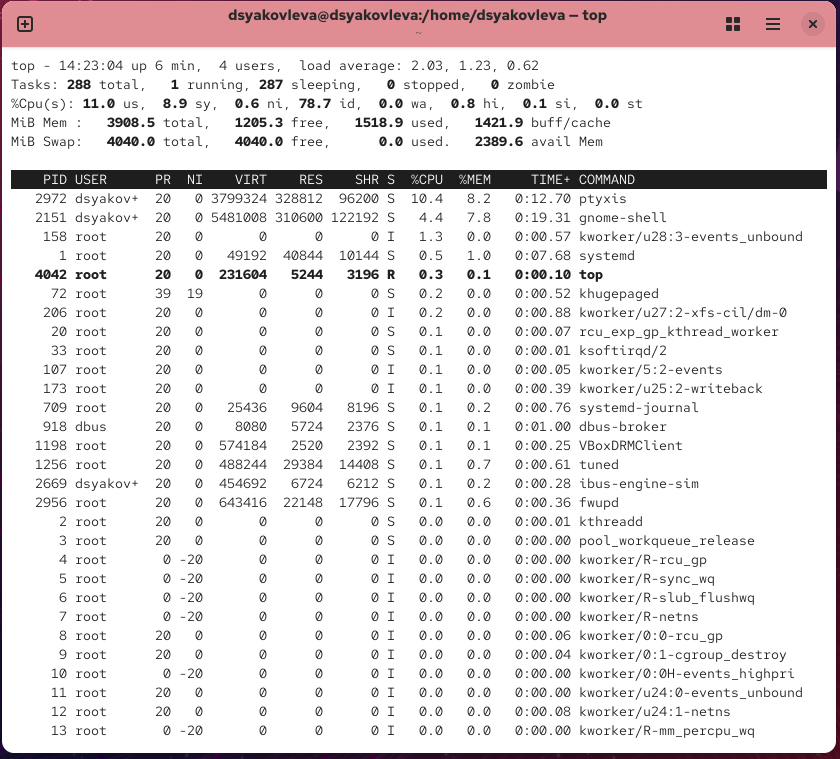 dsyakovleva@dsyakovleva:/home/dsyakovleva — top
~
top - 14:23:04 up 6 min,  4 users,  load average: 2.03, 1.23, 0.62
Tasks: 288 total,   1 running, 287 sleeping,   0 stopped,   0 zombie
%Cpu(s): 11.0 us,  8.9 sy,  0.6 ni, 78.7 id,  0.0 wa,  0.8 hi,  0.1 si,  0.0 st
MiB Mem :   3908.5 total,   1205.3 free,   1518.9 used,   1421.9 buff/cache
MiB Swap:   4040.0 total,   4040.0 free,      0.0 used.   2389.6 avail Mem
PID USER      PR  NI    VIRT    RES    SHR S  %CPU  %MEM     TIME+ COMMAND
2972 dsyakov+  20   0 3799324 328812  96200 S  10.4   8.2   0:12.70 ptyxis
2151 dsyakov+  20   0 5481008 310600 122192 S   4.4   7.8   0:19.31 gnome-shell
158 root      20   0       0      0      0 I   1.3   0.0   0:00.57 kworker/u28:3-events_unbound
1 root      20   0   49192  40844  10144 S   0.5   1.0   0:07.68 systemd
4042 root      20   0  231604   5244   3196 R   0.3   0.1   0:00.10 top
72 root      39  19       0      0      0 S   0.2   0.0   0:00.52 khugepaged
206 root      20   0       0      0      0 I   0.2   0.0   0:00.88 kworker/u27:2-xfs-cil/dm-0
20 root      20   0       0      0      0 S   0.1   0.0   0:00.07 rcu_exp_gp_kthread_worker
33 root      20   0       0      0      0 S   0.1   0.0   0:00.01 ksoftirqd/2
107 root      20   0       0      0      0 I   0.1   0.0   0:00.05 kworker/5:2-events
173 root      20   0       0      0      0 I   0.1   0.0   0:00.39 kworker/u25:2-writeback
709 root      20   0   25436   9604   8196 S   0.1   0.2   0:00.76 systemd-journal
918 dbus      20   0    8080   5724   2376 S   0.1   0.1   0:01.00 dbus-broker
1198 root      20   0  574184   2520   2392 S   0.1   0.1   0:00.25 VBoxDRMClient
1256 root      20   0  488244  29384  14408 S   0.1   0.7   0:00.61 tuned
2669 dsyakov+  20   0  454692   6724   6212 S   0.1   0.2   0:00.28 ibus-engine-sim
2956 root      20   0  643416  22148  17796 S   0.1   0.6   0:00.36 fwupd
2 root      20   0       0      0      0 S   0.0   0.0   0:00.01 kthreadd
3 root      20   0       0      0      0 S   0.0   0.0   0:00.00 pool_workqueue_release
4 root       0 -20       0      0      0 I   0.0   0.0   0:00.00 kworker/R-rcu_gp
5 root       0 -20       0      0      0 I   0.0   0.0   0:00.00 kworker/R-sync_wq
6 root       0 -20       0      0      0 I   0.0   0.0   0:00.00 kworker/R-slub_flushwq
7 root       0 -20       0      0      0 I   0.0   0.0   0:00.00 kworker/R-netns
8 root      20   0       0      0      0 I   0.0   0.0   0:00.06 kworker/0:0-rcu_gp
9 root      20   0       0      0      0 I   0.0   0.0   0:00.04 kworker/0:1-cgroup_destroy
10 root       0 -20       0      0      0 I   0.0   0.0   0:00.00 kworker/0:0H-events_highpri
11 root      20   0       0      0      0 I   0.0   0.0   0:00.00 kworker/u24:0-events_unbound
12 root      20   0       0      0      0 I   0.0   0.0   0:00.08 kworker/u24:1-netns
13 root       0 -20       0      0      0 I   0.0   0.0   0:00.00 kworker/R-mm_percpu_wq